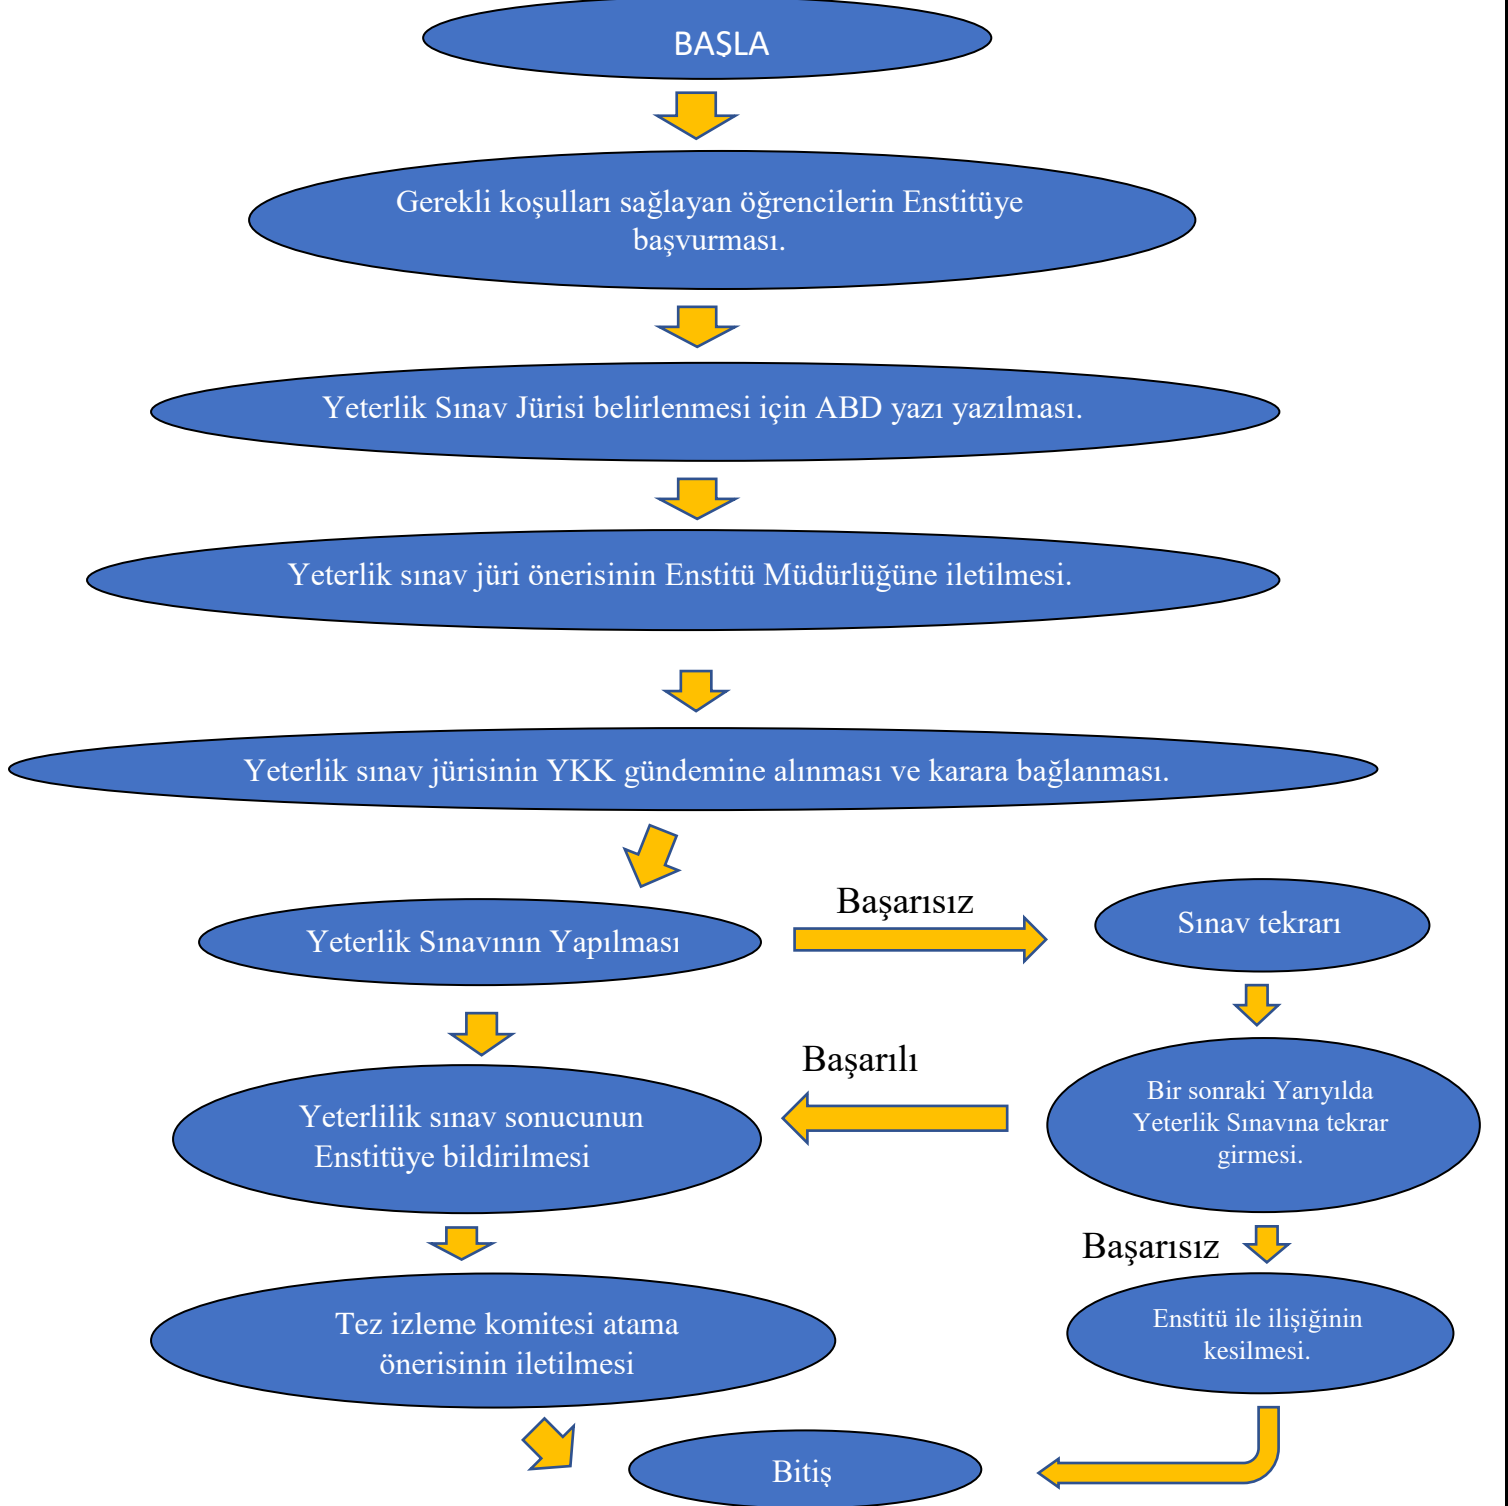 BAŞLA
Gerekli koşulları sağlayan öğrencilerin Enstitüye
başvurması.
Yeterlik Sınav Jürisi belirlenmesi için ABD yazı yazılması.
Yeterlik sınav jüri önerisinin Enstitü Müdürlüğüne iletilmesi.
Yeterlik sınav jürisinin YKK gündemine alınması ve karara bağlanması.
Yeterlik Sınavının Yapılması
Başarısız
Sınav tekrarı
Başarılı
Bir sonraki Yarıyılda
Yeterlik Sınavına tekrar
girmesi.
Yeterlilik sınav sonucunun
Enstitüye bildirilmesi
Başarısız
Tez izleme komitesi atama
önerisinin iletilmesi
Enstitü ile ilişiğinin
kesilmesi.
Bitiş